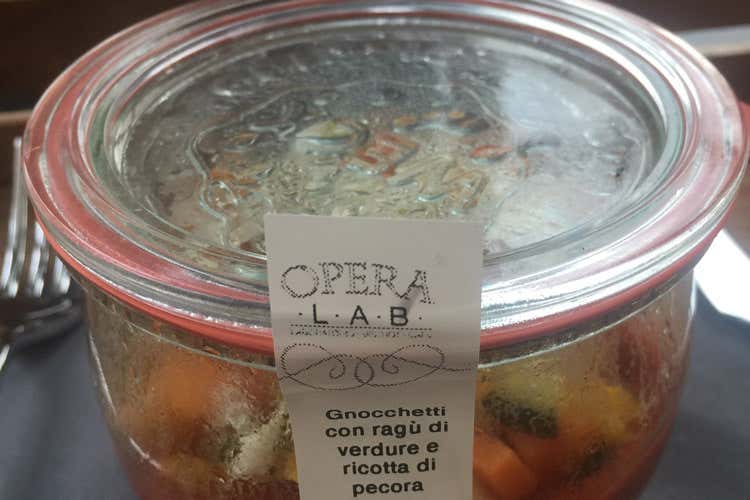 OPERA
·L·A·B·
Gnocchetti
con ragù di
verdure e
ricotta di
pecora